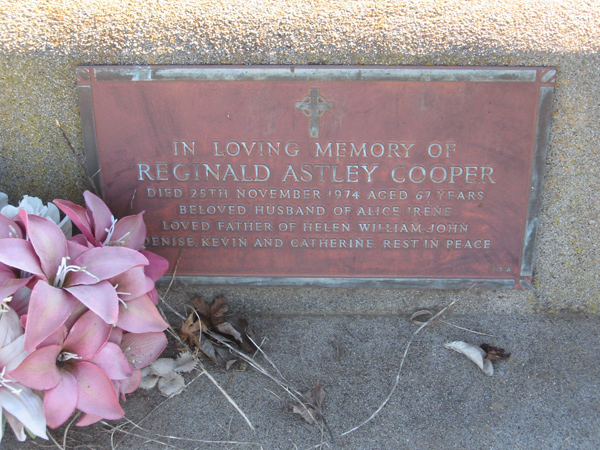 IN LOVING MEMORY OF
REGINALD ASTLEY COOPER
DIED 28TH NOVEMBER 1974 AGED 67 YEARS
BELOVED HUSBAND OF ALICE IRENE
LOVED FATHER OF HELEN WILLIAM, JOHN
DENISE, KEVIN AND CATHERINE. REST IN PEACE